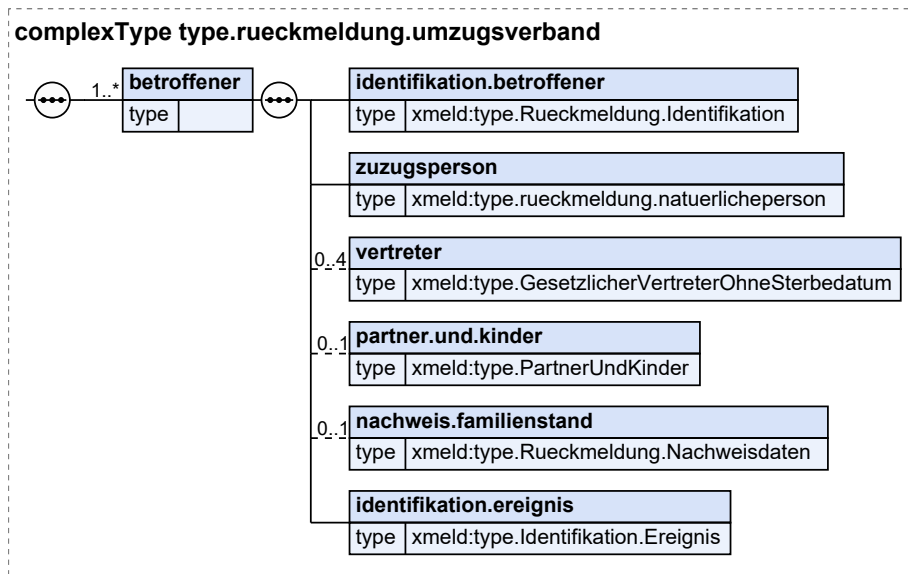 complexType type.rueckmeldung.umzugsverband
1..* betroffener
type
identifikation.betroffener
type xmeld:type.Rueckmeldung.Identifikation
zuzugsperson
type xmeld:type.rueckmeldung.natuerlicheperson
0..4 vertreter
type xmeld:type.GesetzlicherVertreterOhneSterbedatum
0..1 partner.und.kinder
type xmeld:type.PartnerUndKinder
0..1 nachweis.familienstand
type xmeld:type.Rueckmeldung.Nachweisdaten
identifikation.ereignis
type xmeld:type.Identifikation.Ereignis